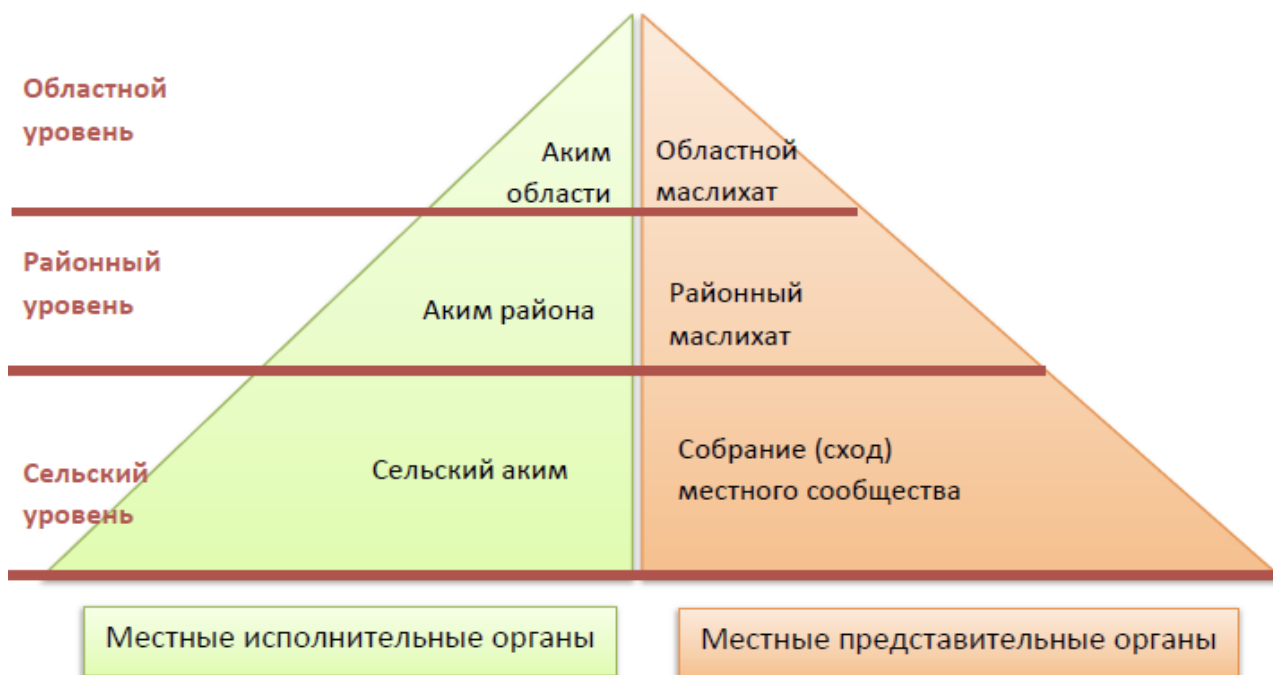 Областной
уровень
Аким
области
Областной
маслихат
Районный
уровень
Аким района
Районный
маслихат
Сельский
уровень
Сельский аким
Собрание (сход)
местного сообщества
Местные исполнительные органы
Местные представительные органы